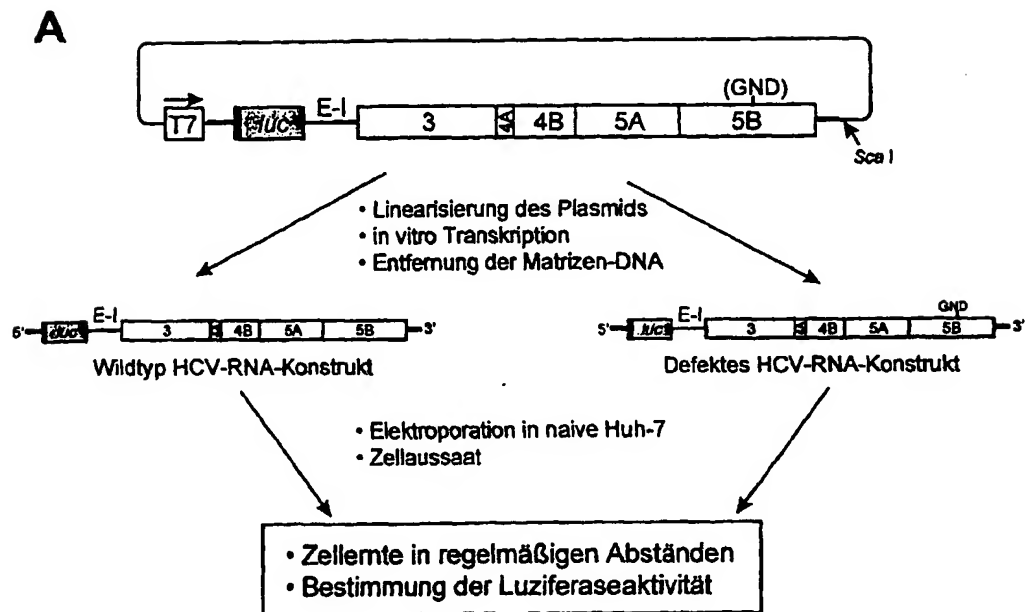 A
(GND)
E-I
T7 luc 3 4A 4B 5A 5B
Sca I
• Linearisierung des Plasmids
• in vitro Transkription
• Entfernung der Matrizen-DNA
E-I
5' luc 3 4B 5A 5B 3'
Wildtyp HCV-RNA-Konstrukt
E-I GND
5' luc 3 4B 5A 5B 3'
Defektes HCV-RNA-Konstrukt
• Elektroporation in naive Huh-7
• Zellaussaat
• Zellernte in regelmäßigen Abständen
• Bestimmung der Luziferaseaktivität